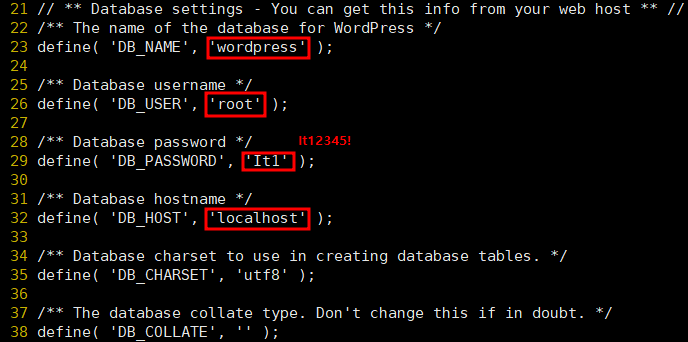 21 // ** Database settings - You can get this info from your web host ** //
22 /** The name of the database for WordPress */
23 define( 'DB_NAME', 'wordpress' );
24
25 /** Database username */
26 define( 'DB_USER', 'root' );
27
28 /** Database password */ It12345!
29 define( 'DB_PASSWORD', 'It1' );
30
31 /** Database hostname */
32 define( 'DB_HOST', 'localhost' );
33
34 /** Database charset to use in creating database tables. */
35 define( 'DB_CHARSET', 'utf8' );
36
37 /** The database collate type. Don't change this if in doubt. */
38 define( 'DB_COLLATE', '' );